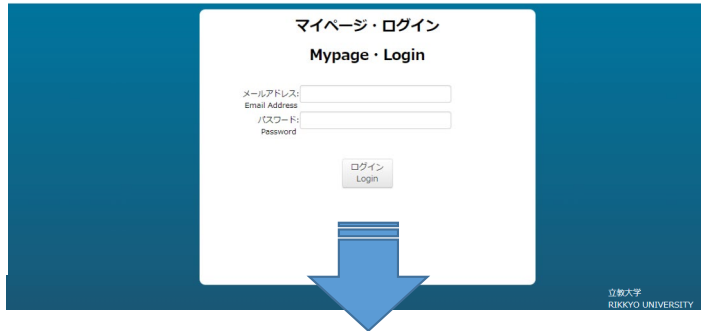 マイページ・ログイン
Mypage・Login
メールアドレス:
Email Address
パスワード:
Password
ログイン
Login
立教大学
RIKKYO UNIVERSITY